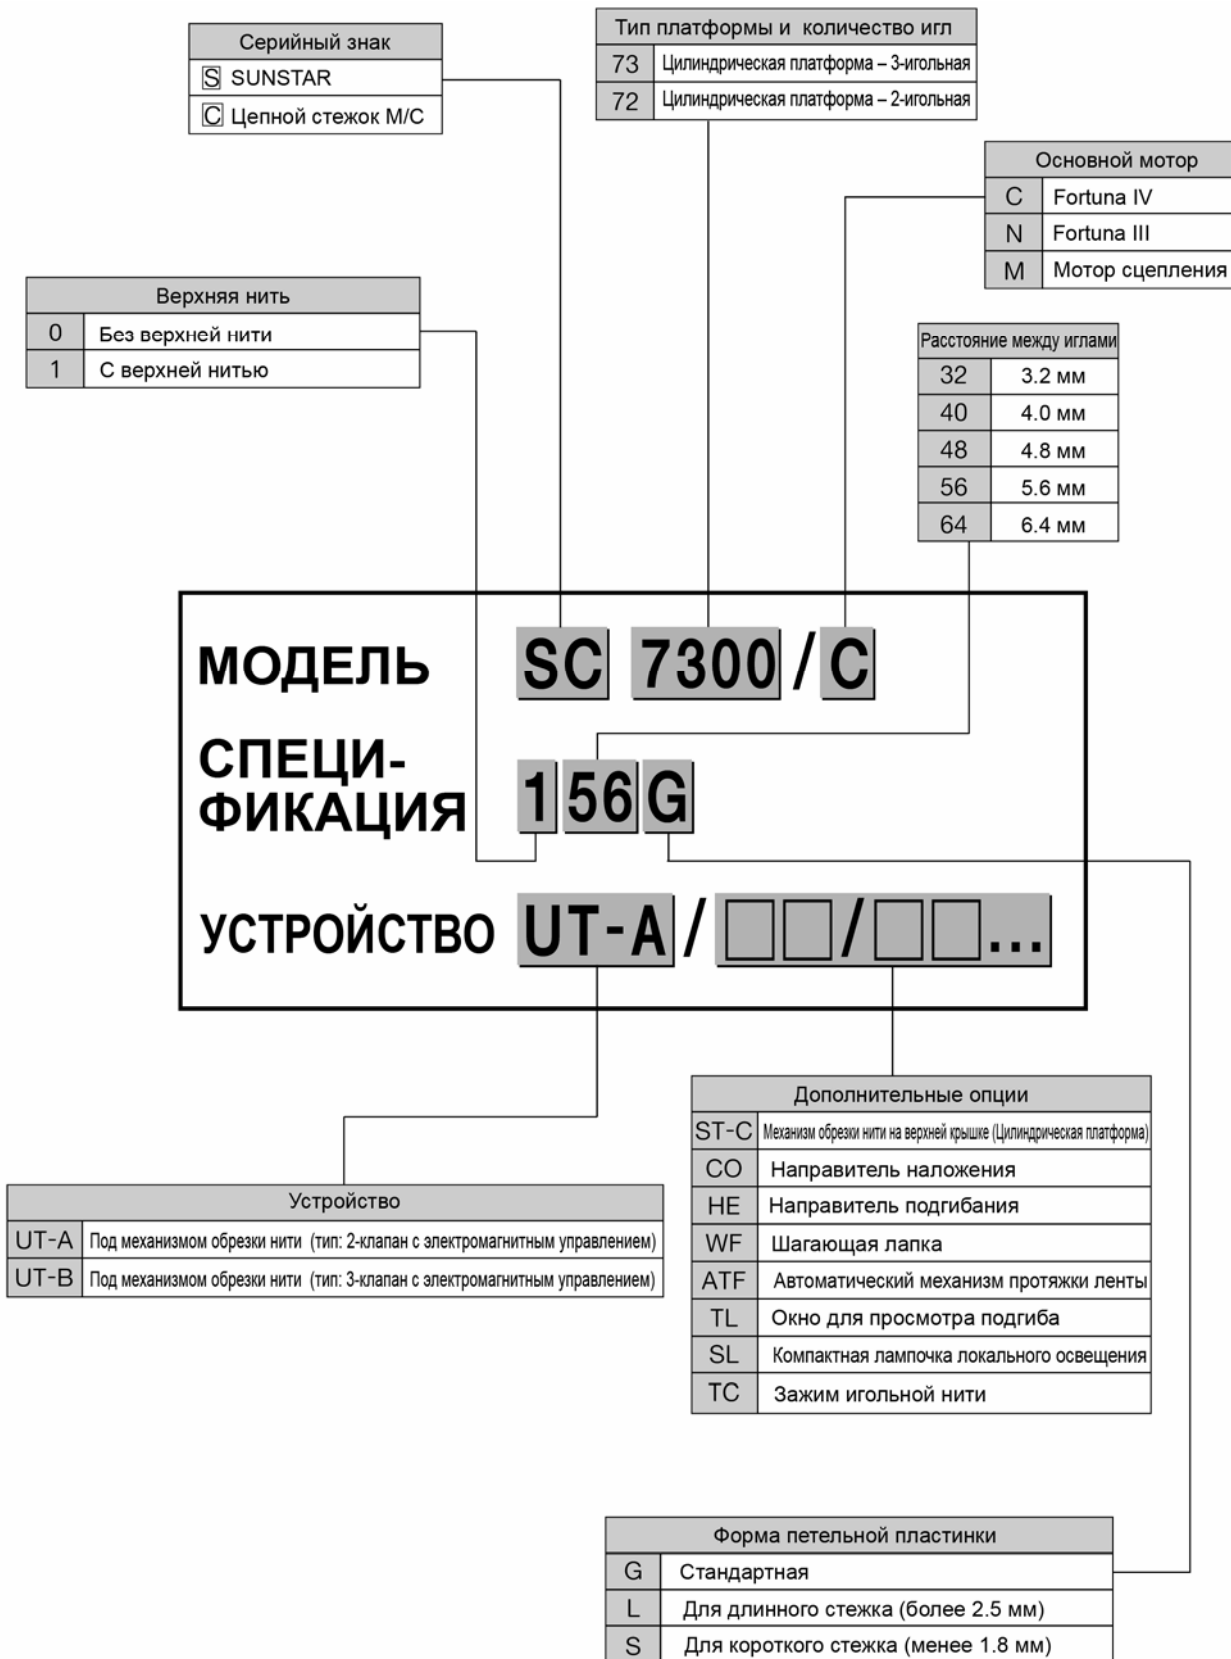 Серийный знак
S SUNSTAR
C Цепной стежок М/С
Тип платформы и количество игл
73 Цилиндрическая платформа – 3-игольная
72 Цилиндрическая платформа – 2-игольная
Основной мотор
C Fortuna IV
N Fortuna III
M Мотор сцепления
Верхняя нить
0 Без верхней нити
1 С верхней нитью
Расстояние между иглами
32 3.2 мм
40 4.0 мм
48 4.8 мм
56 5.6 мм
64 6.4 мм
МОДЕЛЬ SC 7300 / C
СПЕЦИ-
ФИКАЦИЯ 1 56 G
УСТРОЙСТВО UT-A / □□/□□...
Дополнительные опции
ST-C Механизм обрезки нити на верхней крышке (Цилиндрическая платформа)
CO Направитель наложения
HE Направитель подгибания
WF Шагающая лапка
ATF Автоматический механизм протяжки ленты
TL Окно для просмотра подгиба
SL Компактная лампочка локального освещения
TC Зажим игольной нити
Устройство
UT-A Под механизмом обрезки нити (тип: 2-клапан с электромагнитным управлением)
UT-B Под механизмом обрезки нити (тип: 3-клапан с электромагнитным управлением)
Форма петельной пластинки
G Стандартная
L Для длинного стежка (более 2.5 мм)
S Для короткого стежка (менее 1.8 мм)